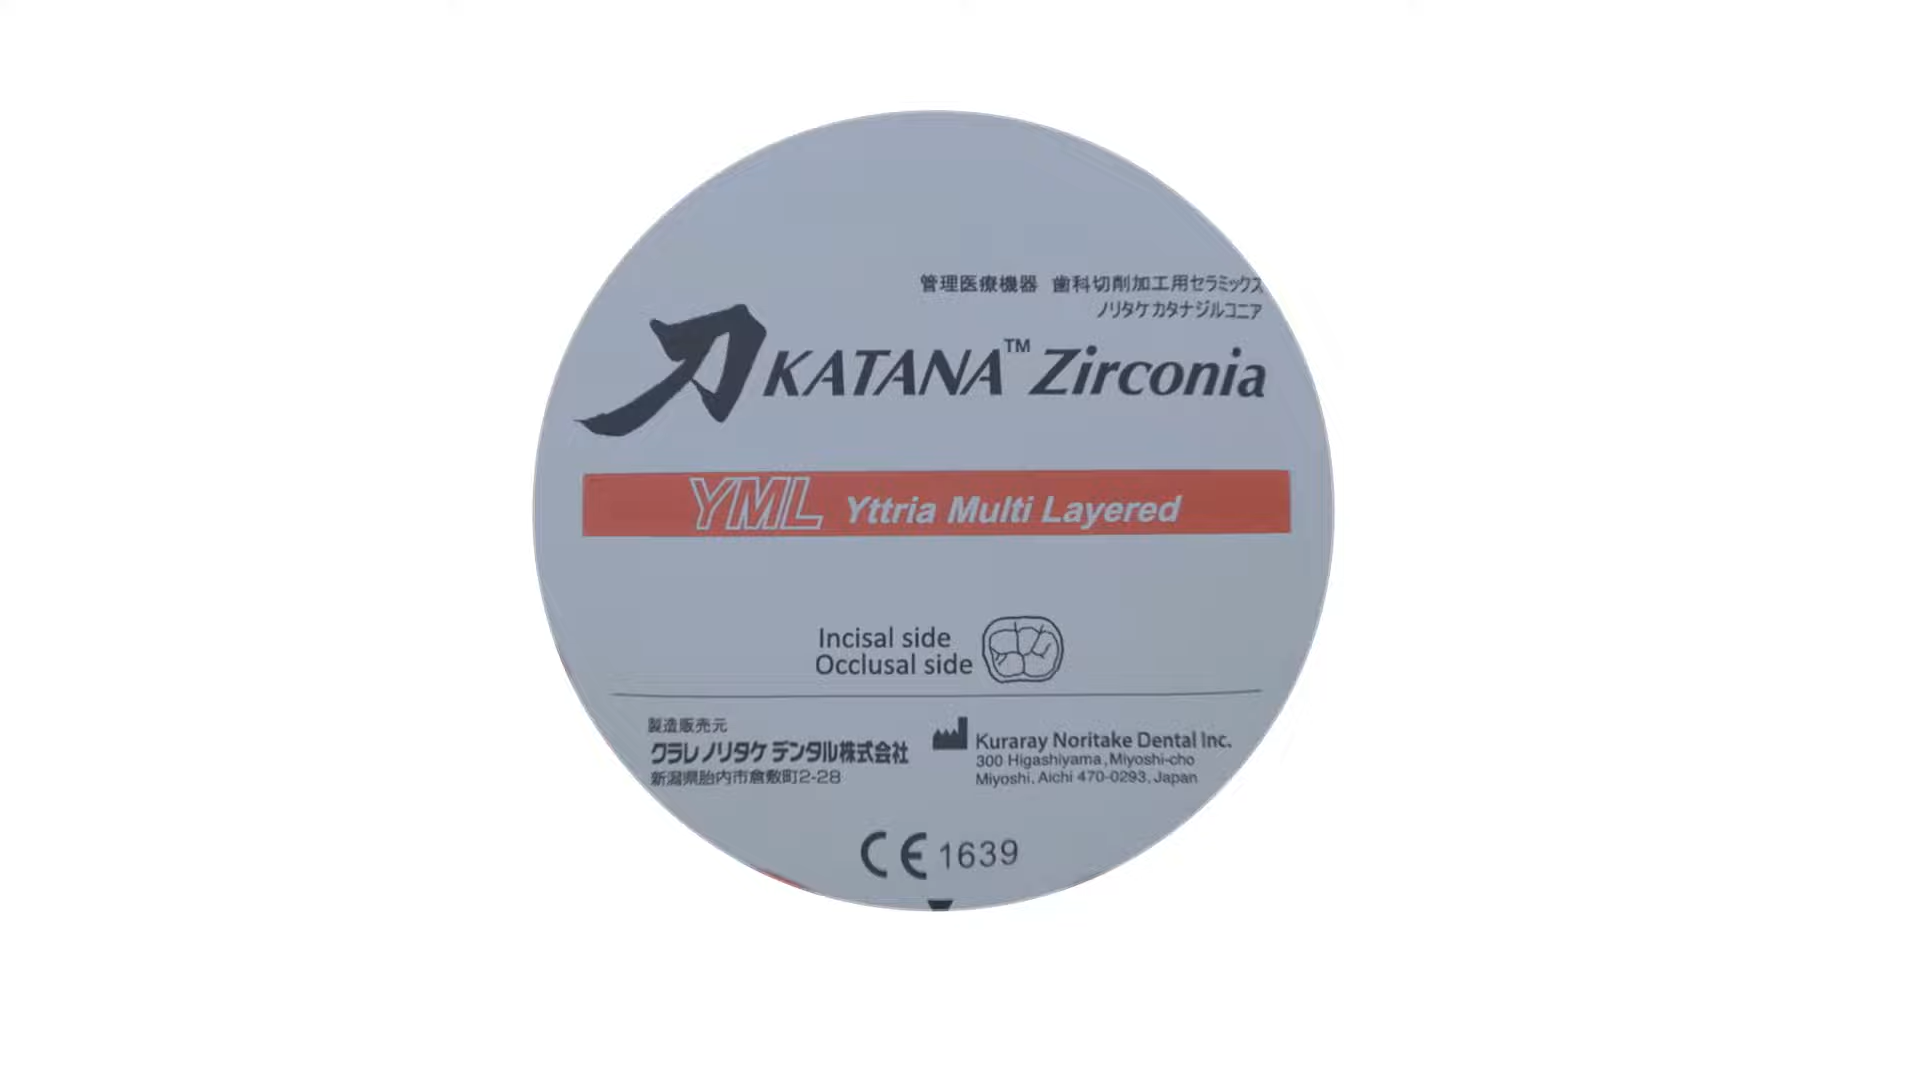 管理医療機器 歯科切削加工用セラミックス
ノリタケカタナジルコニア
刀 KATANA™ Zirconia
YML Yttria Multi Layered
Incisal side
Occlusal side
製造販売元
クラレノリタケ デンタル株式会社
新潟県胎内市倉敷町2-28
Kuraray Noritake Dental Inc.
300 Higashiyama, Miyoshi-cho
Miyoshi, Aichi 470-0293, Japan
CE 1639